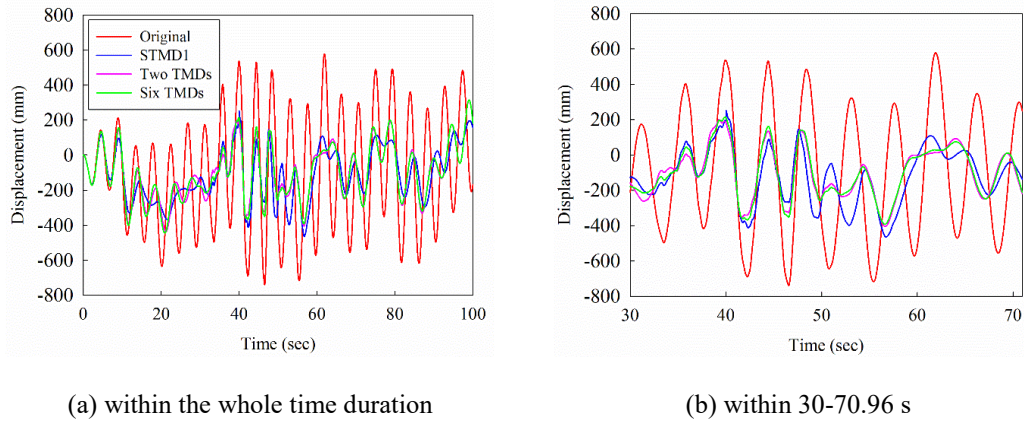 800
600
400
200
0
-200
-400
-600
-800
Displacement (mm)
Original
STMD1
Two TMDs
Six TMDs
0 20 40 60 80 100
Time (sec)
(a) within the whole time duration
800
600
400
200
0
-200
-400
-600
-800
Displacement (mm)
30 40 50 60 70
Time (sec)
(b) within 30-70.96 s